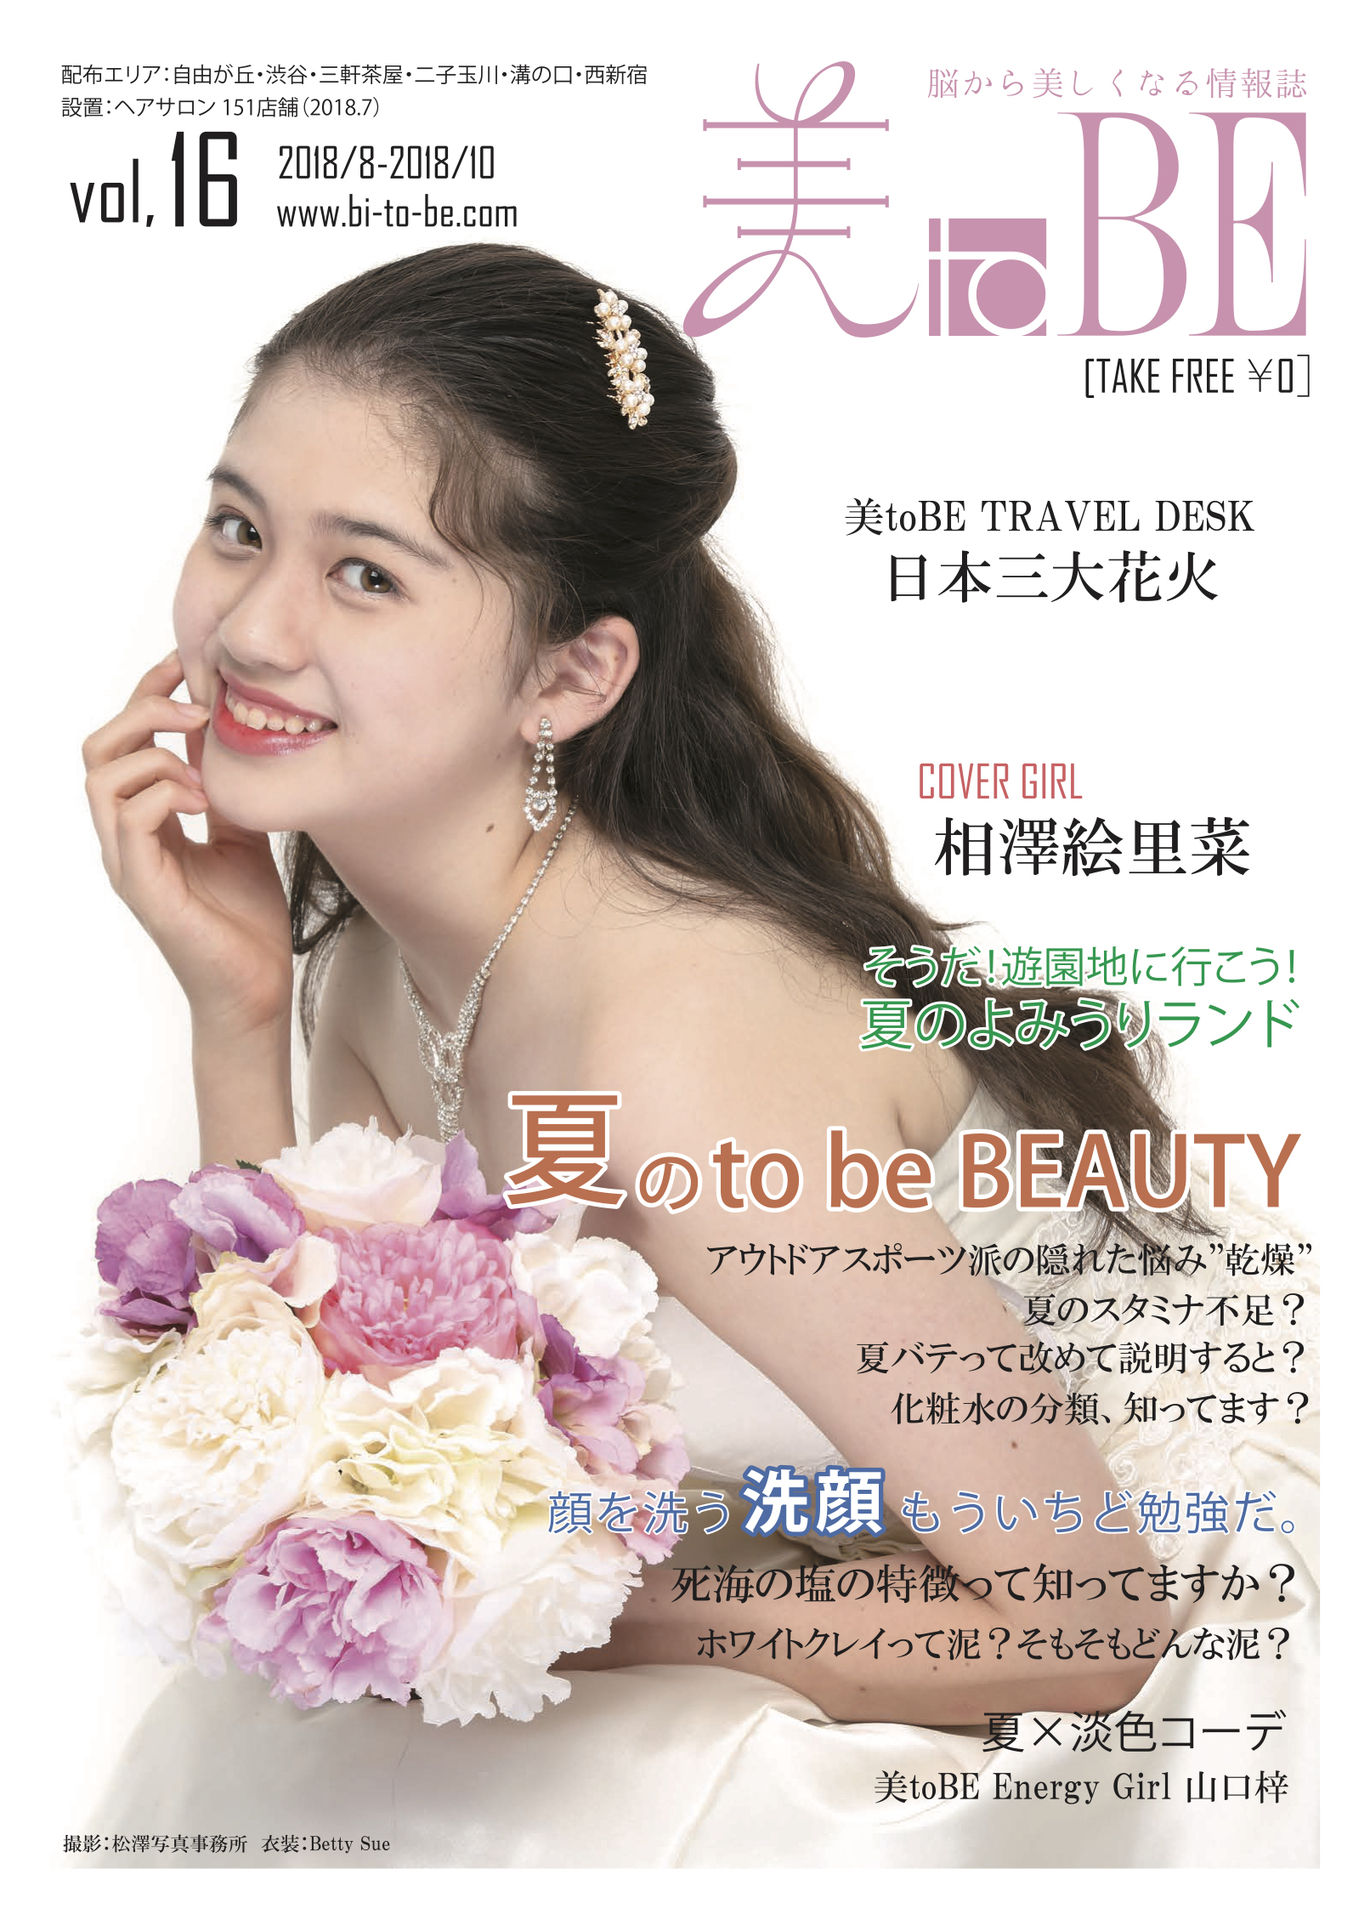 配布エリア：自由が丘・渋谷・三軒茶屋・二子玉川・溝の口・西新宿
設置：ヘアサロン 151店舗（2018.7）
vol,16
2018/8-2018/10
www.bi-to-be.com
脳から美しくなる情報誌
美toBE
[TAKE FREE ￥0]
美toBE TRAVEL DESK
日本三大花火
COVER GIRL
相澤絵里菜
そうだ！遊園地に行こう！
夏のよみうりランド
夏のto be BEAUTY
アウトドアスポーツ派の隠れた悩み”乾燥”
夏のスタミナ不足？
夏バテって改めて説明すると？
化粧水の分類、知ってます？
顔を洗う 洗顔 もういちど勉強だ。
死海の塩の特徴って知ってますか？
ホワイトクレイって泥？そもそもどんな泥？
夏×淡色コーデ
美toBE Energy Girl 山口梓
撮影：松澤写真事務所 衣装：Betty Sue